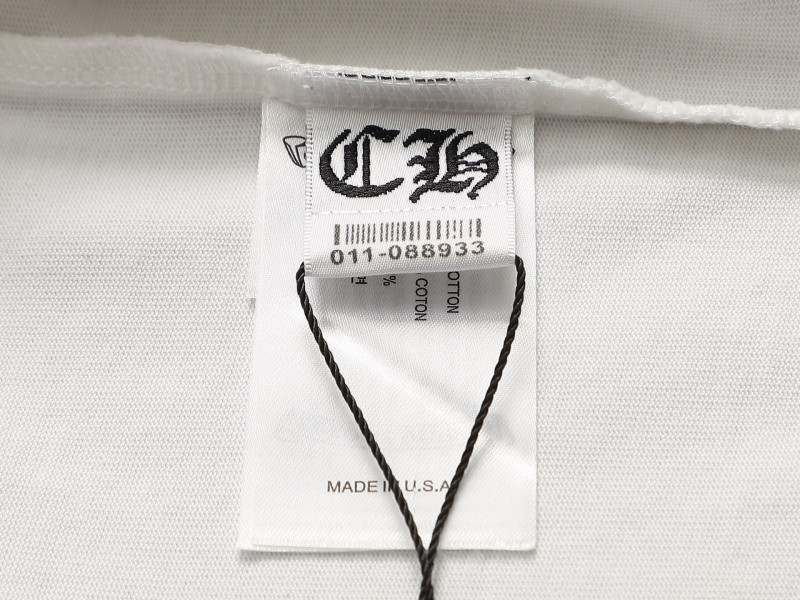 CH
011-088933
%
COTON
OTTON
MADE IN U.S.A